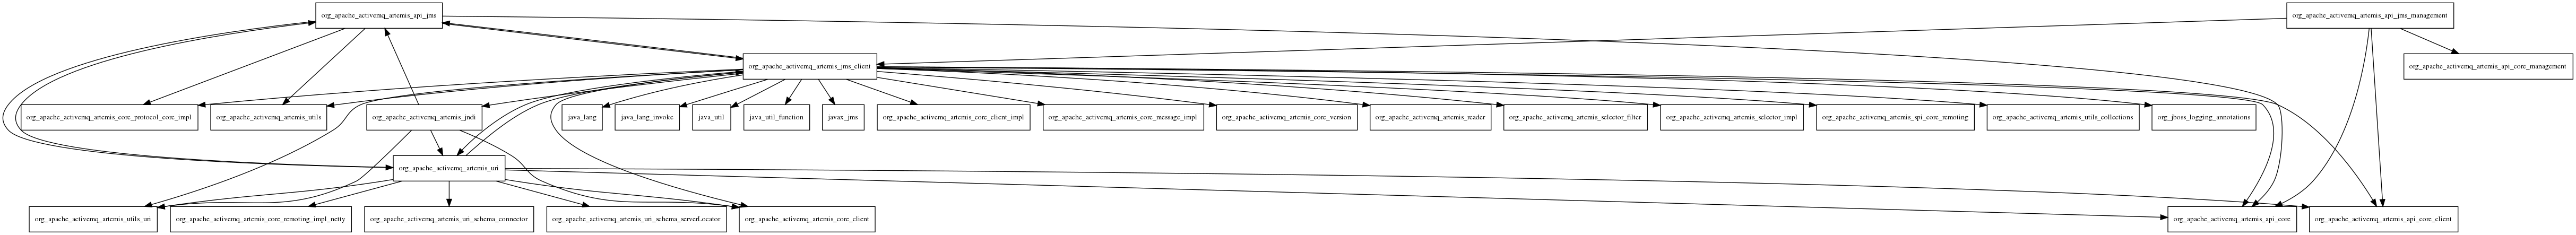 org_apache_activemq_artemis_api_jms
org_apache_activemq_artemis_api_jms_management
org_apache_activemq_artemis_jms_client
org_apache_activemq_artemis_api_core_management
org_apache_activemq_artemis_core_protocol_core_impl
org_apache_activemq_artemis_utils
org_apache_activemq_artemis_jndi
java_lang
java_lang_invoke
java_util
java_util_function
javax_jms
org_apache_activemq_artemis_core_client_impl
org_apache_activemq_artemis_core_message_impl
org_apache_activemq_artemis_core_version
org_apache_activemq_artemis_reader
org_apache_activemq_artemis_selector_filter
org_apache_activemq_artemis_selector_impl
org_apache_activemq_artemis_spi_core_remoting
org_apache_activemq_artemis_utils_collections
org_jboss_logging_annotations
org_apache_activemq_artemis_uri
org_apache_activemq_artemis_utils_uri
org_apache_activemq_artemis_core_remoting_impl_netty
org_apache_activemq_artemis_uri_schema_connector
org_apache_activemq_artemis_uri_schema_serverLocator
org_apache_activemq_artemis_core_client
org_apache_activemq_artemis_api_core
org_apache_activemq_artemis_api_core_client